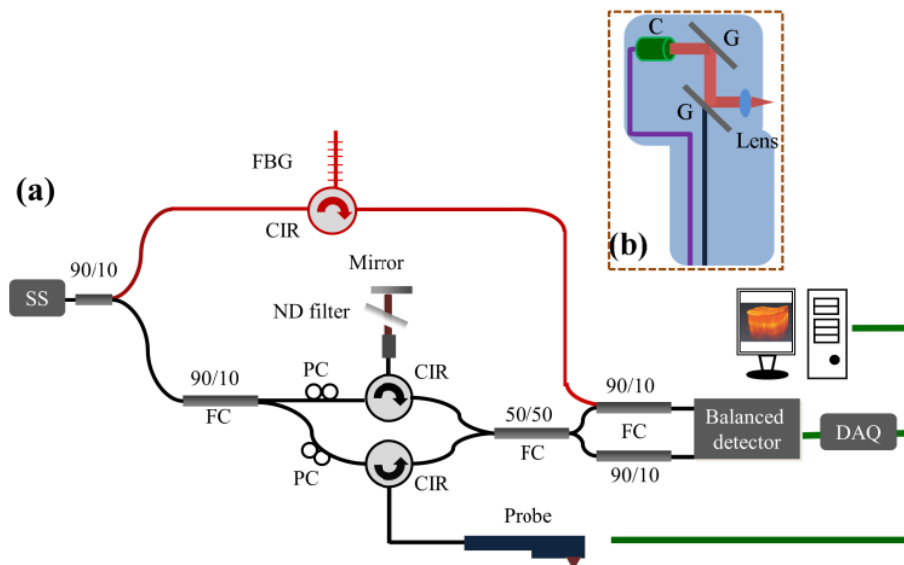 (a)
SS
90/10
FBG
CIR
Mirror
ND filter
PC
CIR
90/10
FC
PC
CIR
50/50
FC
90/10
FC
90/10
Balanced
detector
DAQ
Probe
C
G
G
Lens
(b)